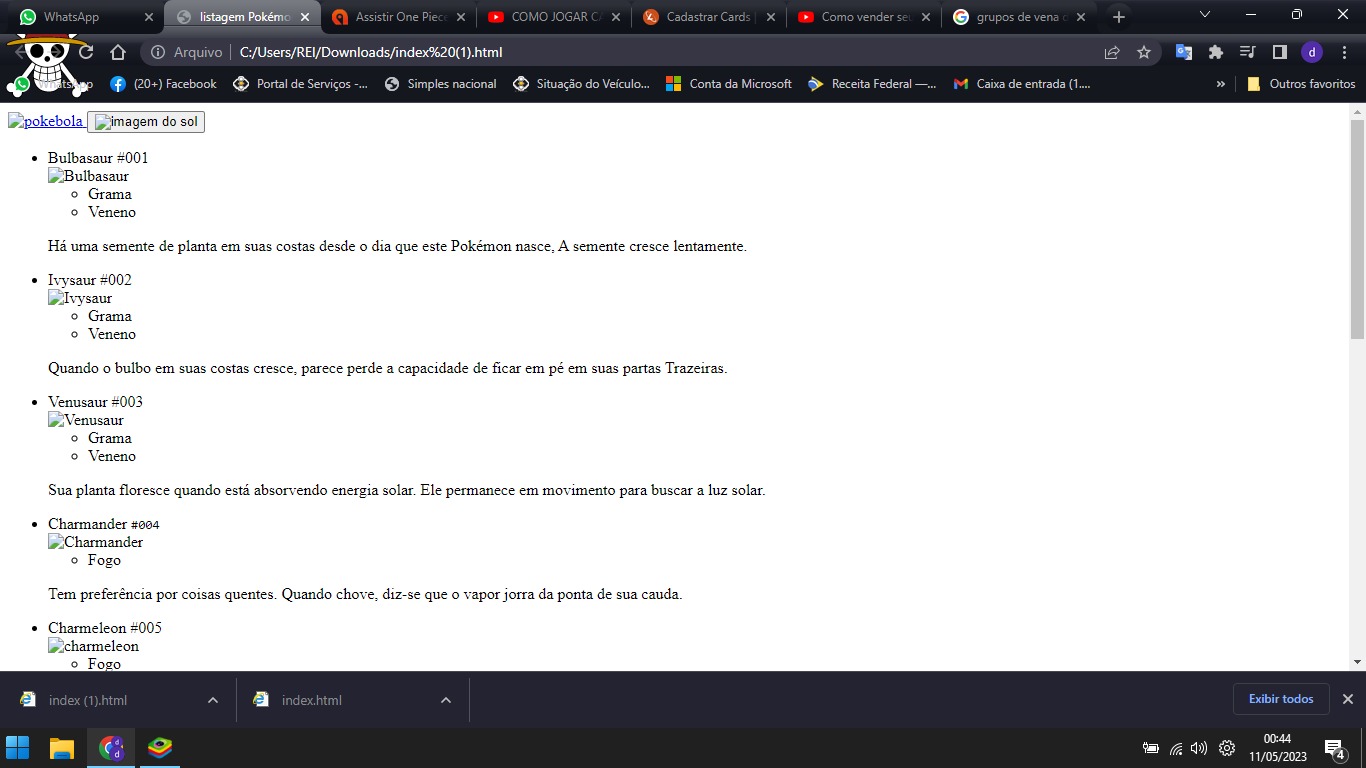 WhatsApp
listagem Pokémo
Assistir One Piece
COMO JOGAR CA
Cadastrar Cards |
Como vender seu
grupos de vena d
Arquivo
C:/Users/REI/Downloads/index%20(1).html
d
WhatsApp
(20+) Facebook
Portal de Serviços -...
Simples nacional
Situação do Veículo...
Conta da Microsoft
Receita Federal —...
Caixa de entrada (1....
»
Outros favoritos
pokebola
imagem do sol
Bulbasaur #001
Bulbasaur
Grama
Veneno
Há uma semente de planta em suas costas desde o dia que este Pokémon nasce, A semente cresce lentamente.
Ivysaur #002
Ivysaur
Grama
Veneno
Quando o bulbo em suas costas cresce, parece perde a capacidade de ficar em pé em suas partas Trazeiras.
Venusaur #003
Venusaur
Grama
Veneno
Sua planta floresce quando está absorvendo energia solar. Ele permanece em movimento para buscar a luz solar.
Charmander #004
Charmander
Fogo
Tem preferência por coisas quentes. Quando chove, diz-se que o vapor jorra da ponta de sua cauda.
Charmeleon #005
charmeleon
Fogo
index (1).html
index.html
Exibir todos
00:44
11/05/2023
4